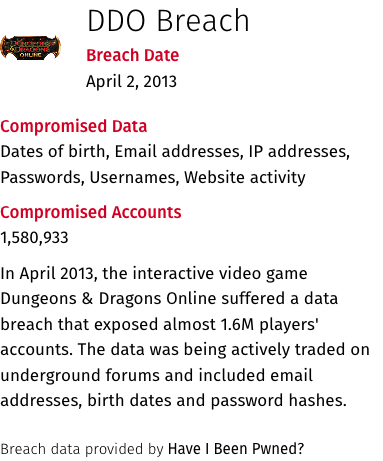 DDO Breach
DUNGEONS & DRAGONS
ONLINE
Breach Date
April 2, 2013
Compromised Data
Dates of birth, Email addresses, IP addresses,
Passwords, Usernames, Website activity
Compromised Accounts
1,580,933
In April 2013, the interactive video game
Dungeons & Dragons Online suffered a data
breach that exposed almost 1.6M players'
accounts. The data was being actively traded on
underground forums and included email
addresses, birth dates and password hashes.
Breach data provided by Have I Been Pwned?